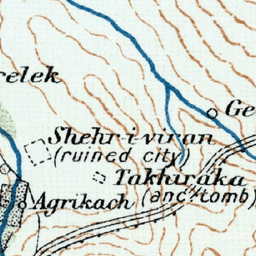 relek
Ge
Shehr-i-viran
(ruined city)
Takhiraka
(anc. tomb)
Agrikach